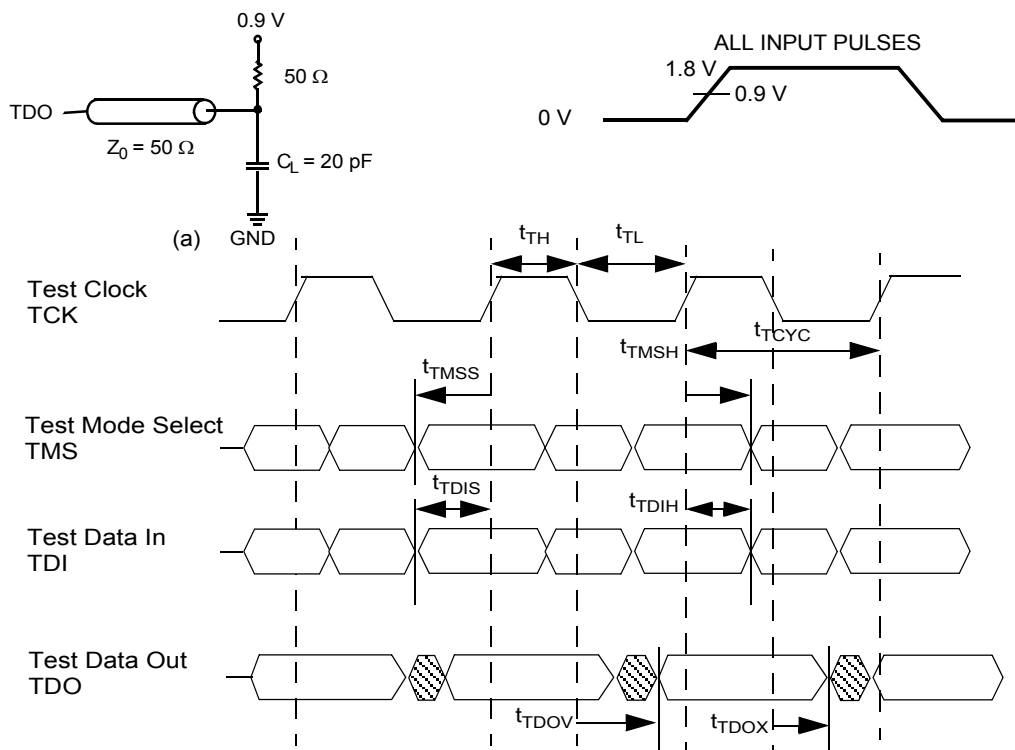 0.9 V
50 Ω
TDO
Z0 = 50 Ω
CL = 20 pF
(a)
GND
ALL INPUT PULSES
1.8 V
0.9 V
0 V
tTH
tTL
Test Clock
TCK
tTMSH
tTCYC
tTMSS
Test Mode Select
TMS
tTDIS
tTDIH
Test Data In
TDI
Test Data Out
TDO
tTDOV
tTDOX